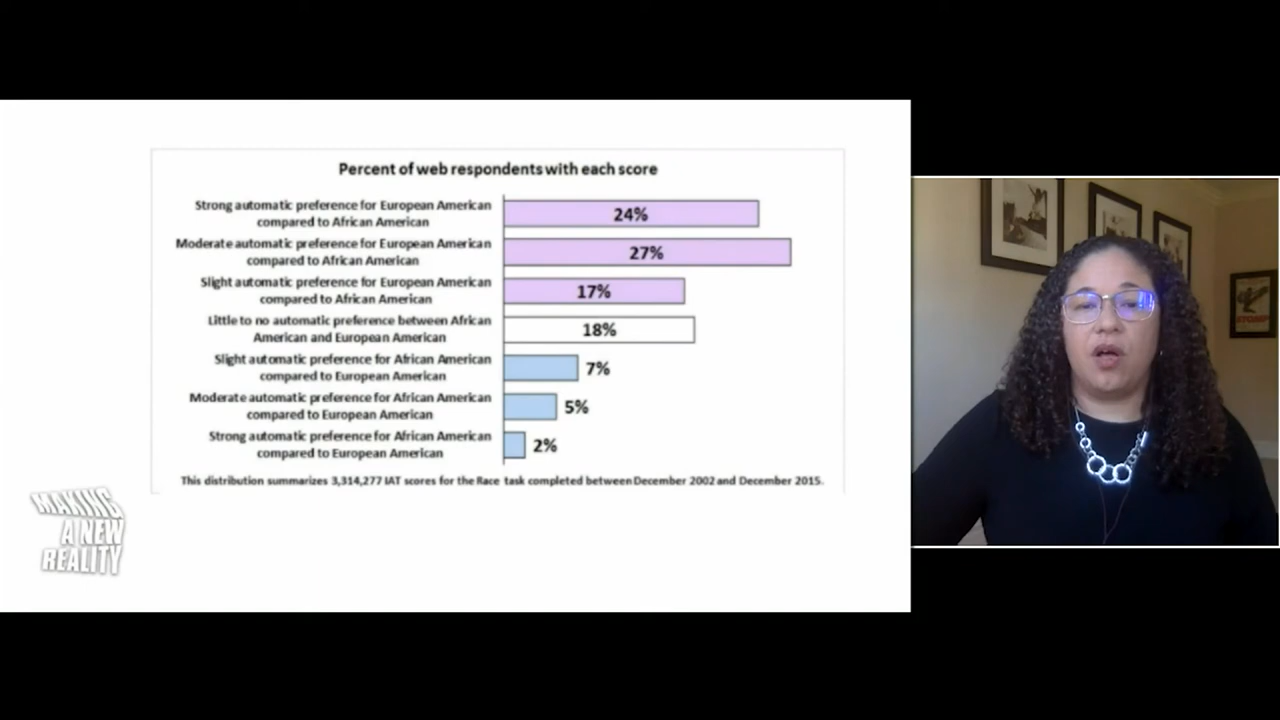 Percent of web respondents with each score
Strong automatic preference for European American
compared to African American
24%
Moderate automatic preference for European American
compared to African American
27%
Slight automatic preference for European American
compared to African American
17%
Little to no automatic preference between African
American and European American
18%
Slight automatic preference for African American
compared to European American
7%
Moderate automatic preference for African American
compared to European American
5%
Strong automatic preference for African American
compared to European American
2%
This distribution summarizes 3,314,277 IAT scores for the Race task completed between December 2002 and December 2015.
MAKING
A NEW
REALITY
STOMP